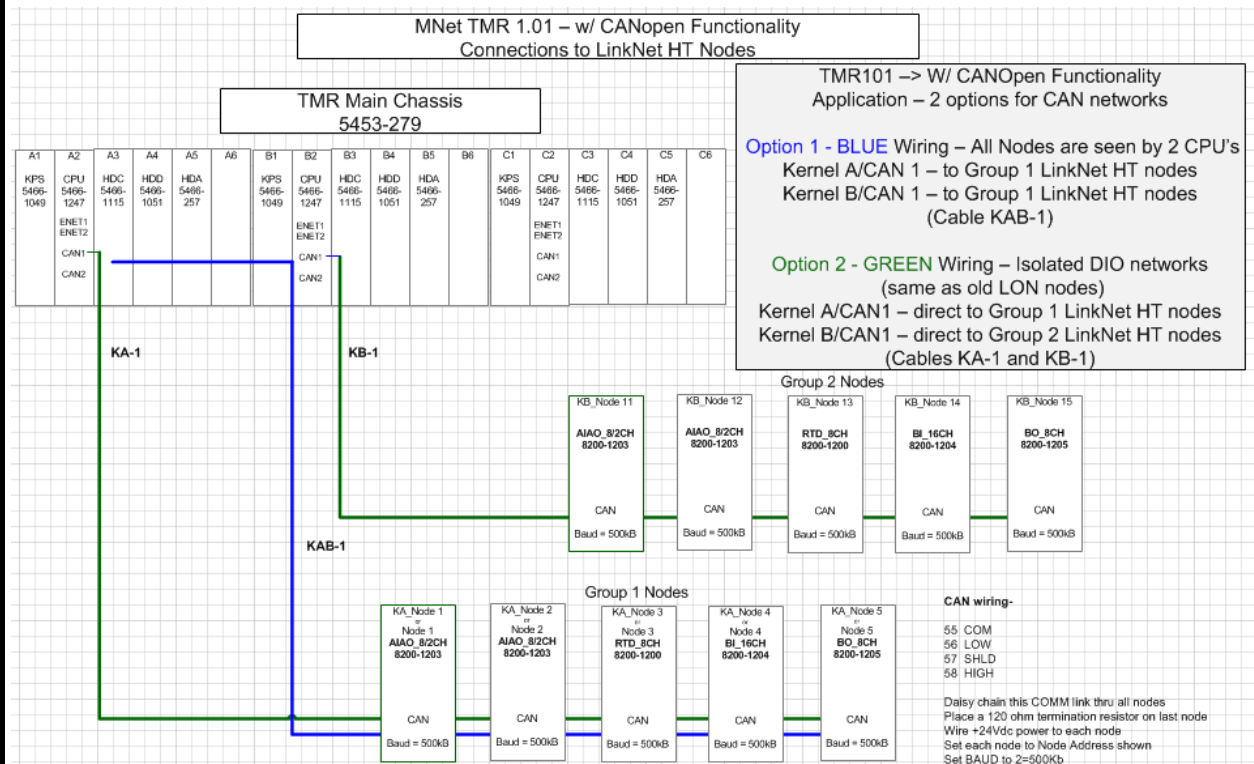 MNet TMR 1.01 – w/ CANopen Functionality
Connections to LinkNet HT Nodes
TMR101 –> W/ CANOpen Functionality
Application – 2 options for CAN networks
Option 1 - BLUE Wiring – All Nodes are seen by 2 CPU's
Kernel A/CAN 1 – to Group 1 LinkNet HT nodes
Kernel B/CAN 1 – to Group 1 LinkNet HT nodes
(Cable KAB-1)
Option 2 - GREEN Wiring – Isolated DIO networks
(same as old LON nodes)
Kernel A/CAN1 – direct to Group 1 LinkNet HT nodes
Kernel B/CAN1 – direct to Group 2 LinkNet HT nodes
(Cables KA-1 and KB-1)
TMR Main Chassis
5453-279
A1
KPS
5466-
1049
A2
CPU
5466-
1247
ENET1
ENET2
CAN1
CAN2
A3
HDC
5466-
1115
A4
HDD
5466-
1051
A5
HDA
5466-
257
A6
B1
KPS
5466-
1049
B2
CPU
5466-
1247
ENET1
ENET2
CAN1
CAN2
B3
HDC
5466-
1115
B4
HDD
5466-
1051
B5
HDA
5466-
257
B6
C1
KPS
5466-
1049
C2
CPU
5466-
1247
ENET1
ENET2
CAN1
CAN2
C3
HDC
5466-
1115
C4
HDD
5466-
1051
C5
HDA
5466-
257
C6
KA-1
KB-1
KAB-1
Group 2 Nodes
KB_Node 11
AIAO_8/2CH
8200-1203
CAN
Baud = 500kB
KB_Node 12
AIAO_8/2CH
8200-1203
CAN
Baud = 500kB
KB_Node 13
RTD_8CH
8200-1200
CAN
Baud = 500kB
KB_Node 14
BI_16CH
8200-1204
CAN
Baud = 500kB
KB_Node 15
BO_8CH
8200-1205
CAN
Baud = 500kB
Group 1 Nodes
KA_Node 1
or
Node 1
AIAO_8/2CH
8200-1203
CAN
Baud = 500kB
KA_Node 2
or
Node 2
AIAO_8/2CH
8200-1203
CAN
Baud = 500kB
KA_Node 3
or
Node 3
RTD_8CH
8200-1200
CAN
Baud = 500kB
KA_Node 4
or
Node 4
BI_16CH
8200-1204
CAN
Baud = 500kB
KA_Node 5
or
Node 5
BO_8CH
8200-1205
CAN
Baud = 500kB
CAN wiring-
55 COM
56 LOW
57 SHLD
58 HIGH
Daisy chain this COMM link thru all nodes
Place a 120 ohm termination resistor on last node
Wire +24Vdc power to each node
Set each node to Node Address shown
Set BAUD to 2=500Kb